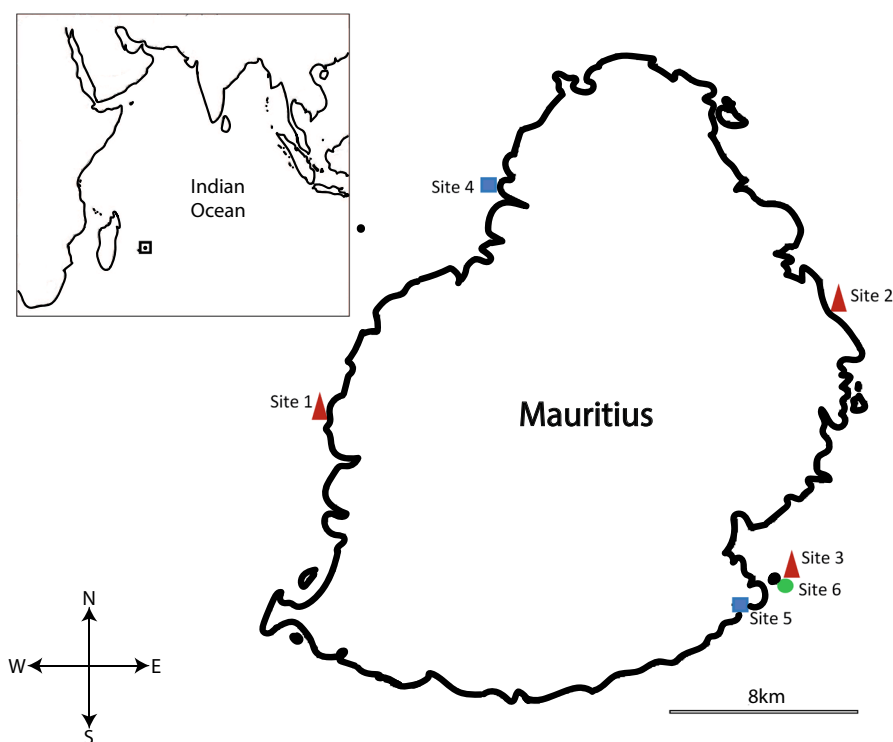 Indian
Ocean
Site 4
Site 2
Site 1
Mauritius
Site 3
Site 6
Site 5
N
W
E
S
8km